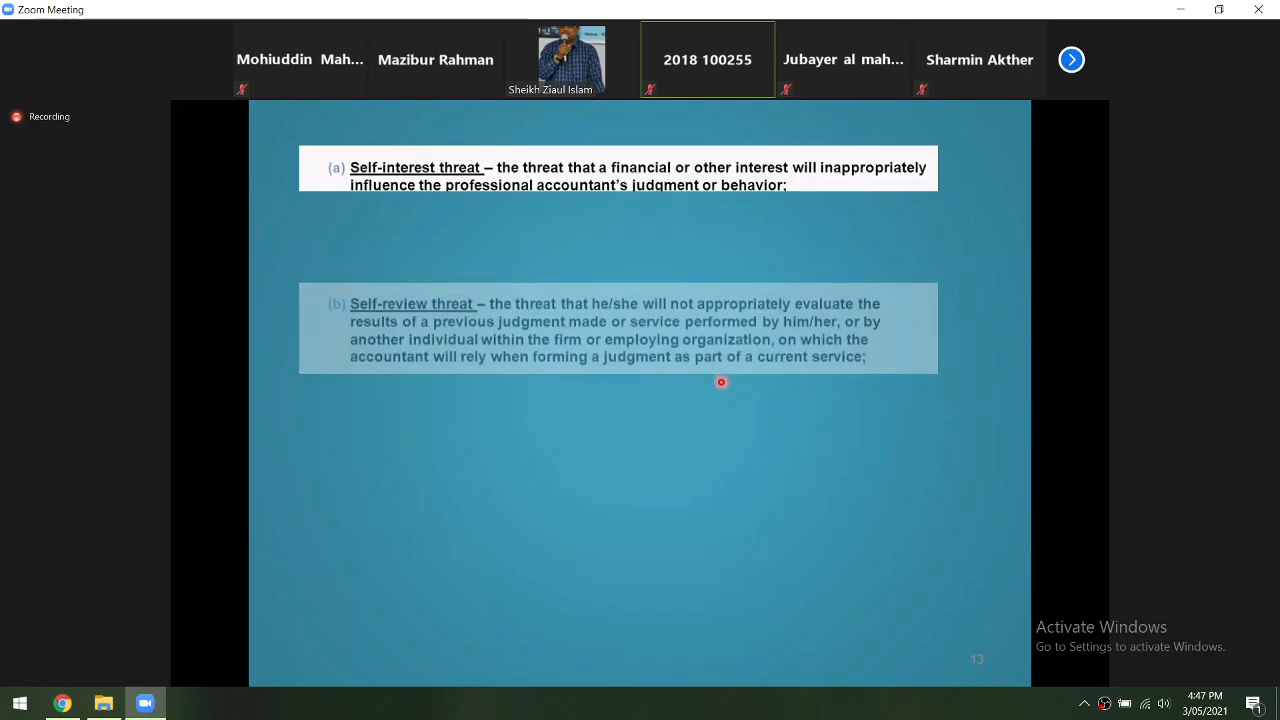 Zoom Meeting
Mohiuddin Mah...
Mazibur Rahman
Sheikh Ziaul Islam
2018 100255
Jubayer al mah...
Sharmin Akther
Recording
(a) Self-interest threat – the threat that a financial or other interest will inappropriately
influence the professional accountant's judgment or behavior;
(b) Self-review threat – the threat that he/she will not appropriately evaluate the
results of a previous judgment made or service performed by him/her, or by
another individual within the firm or employing organization, on which the
accountant will rely when forming a judgment as part of a current service;
13
Activate Windows
Go to Settings to activate Windows.
4:47 PM
3/05/2021